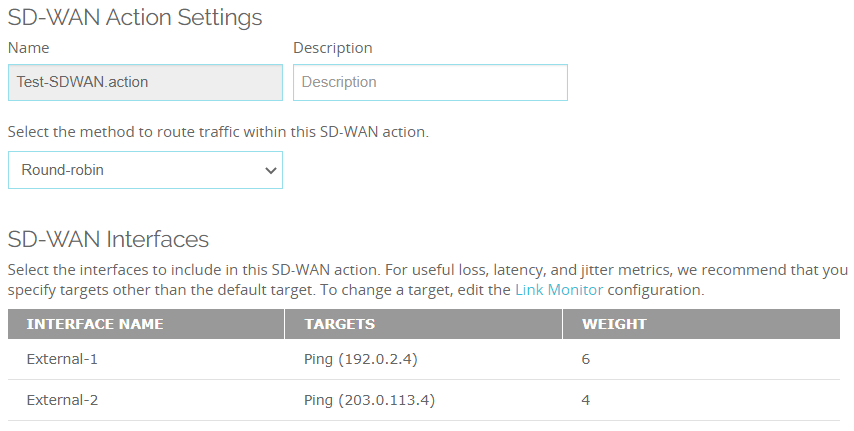 SD-WAN Action Settings
Name Description
Test-SDWAN.action Description
Select the method to route traffic within this SD-WAN action.
Round-robin
SD-WAN Interfaces
Select the interfaces to include in this SD-WAN action. For useful loss, latency, and jitter metrics, we recommend that you
specify targets other than the default target. To change a target, edit the Link Monitor configuration.
INTERFACE NAME TARGETS WEIGHT
External-1 Ping (192.0.2.4) 6
External-2 Ping (203.0.113.4) 4